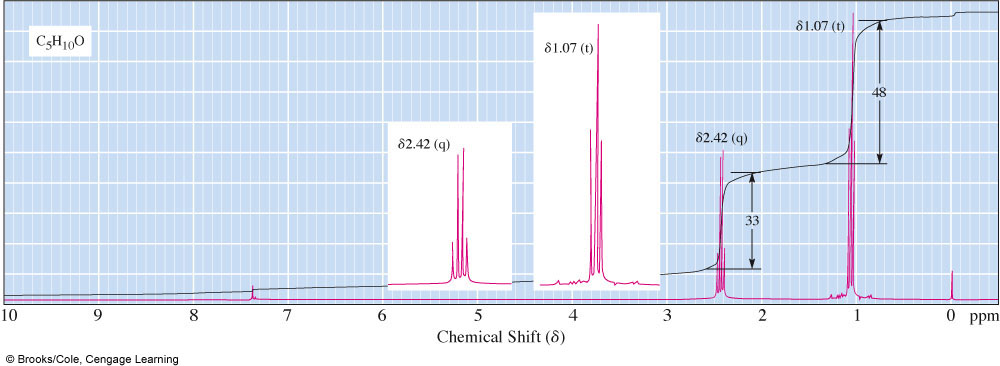 C₅H₁₀O
δ2.42 (q)
δ1.07 (t)
δ2.42 (q)
δ1.07 (t)
33
48
10 9 8 7 6 5 4 3 2 1 0 ppm
Chemical Shift (δ)
© Brooks/Cole, Cengage Learning